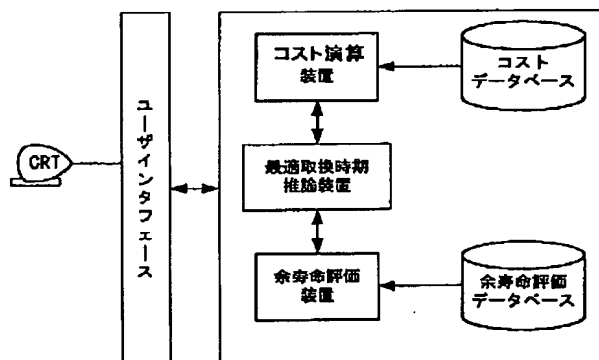 CRT
ユーザインタフェース
コスト演算
装置
コスト
データベース
最適取換時期
推論装置
余寿命評価
装置
余寿命評価
データベース